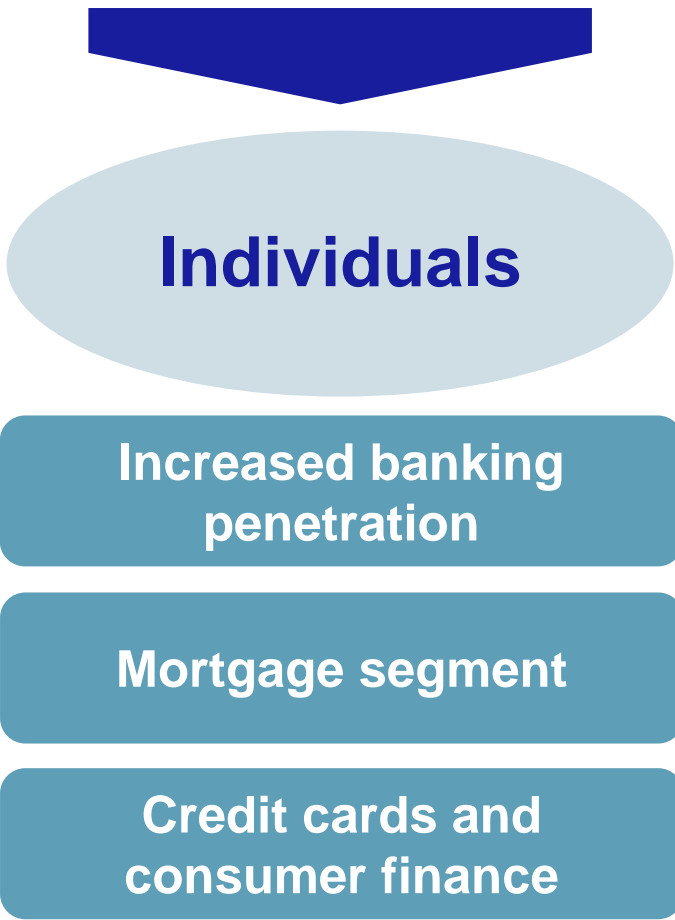 Individuals
Increased banking
penetration
Mortgage segment
Credit cards and
consumer finance